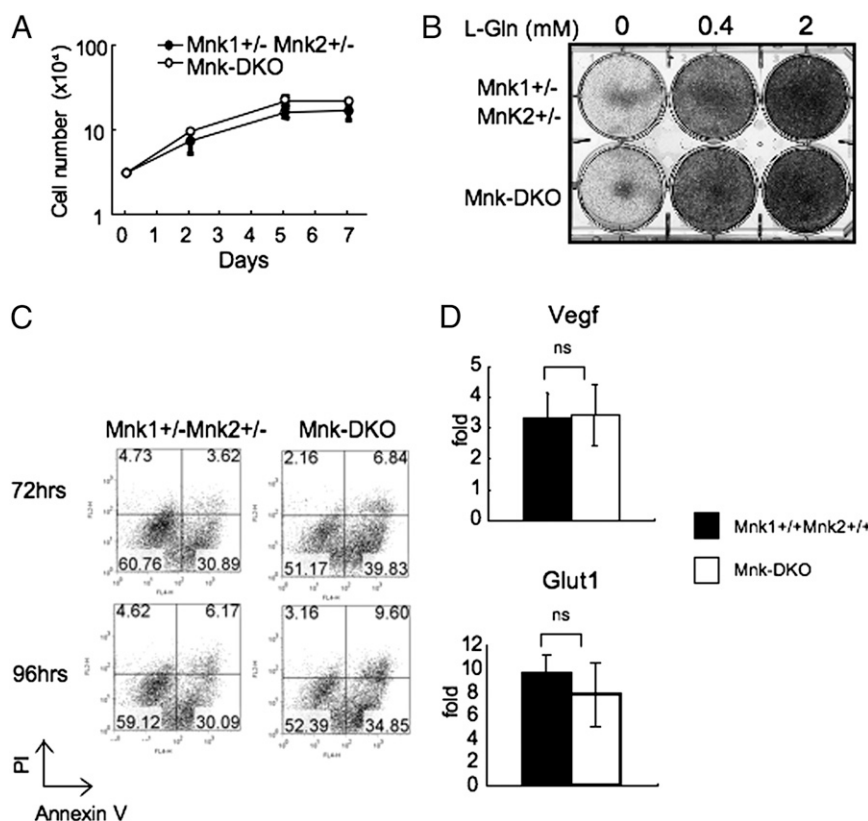 A
100
10
1
Cell number (x10⁴)
Mnk1+/- Mnk2+/-
Mnk-DKO
0 1 2 3 4 5 6 7
Days
B
L-Gln (mM) 0 0.4 2
Mnk1+/-
MnK2+/-
Mnk-DKO
C
Mnk1+/-Mnk2+/- Mnk-DKO
72hrs
4.73 3.62
60.76 30.89
2.16 6.84
51.17 39.83
96hrs
4.62 6.17
59.12 30.09
3.16 9.60
52.39 34.85
PI
Annexin V
D
Vegf
ns
5
4
3
2
1
0
fold
Mnk1+/+Mnk2+/+
Mnk-DKO
Glut1
ns
12
10
8
6
4
2
0
fold